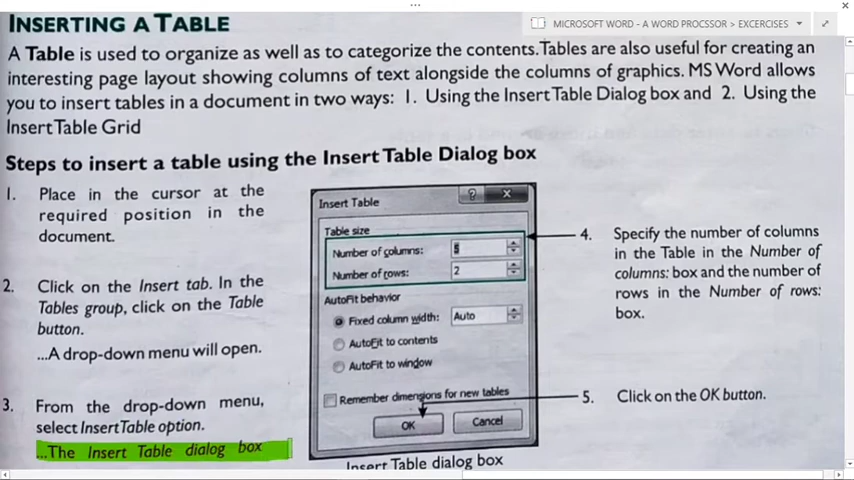 ...
MICROSOFT WORD - A WORD PROCSSOR > EXCERCISES
INSERTING A TABLE
A Table is used to organize as well as to categorize the contents. Tables are also useful for creating an
interesting page layout showing columns of text alongside the columns of graphics. MS Word allows
you to insert tables in a document in two ways: 1. Using the Insert Table Dialog box and 2. Using the
Insert Table Grid
Steps to insert a table using the Insert Table Dialog box
1. Place in the cursor at the
required position in the
document.
2. Click on the Insert tab. In the
Tables group, click on the Table
button.
...A drop-down menu will open.
3. From the drop-down menu,
select Insert Table option.
...The Insert Table dialog box
Insert Table
Table size
Number of columns: 5
Number of rows: 2
AutoFit behavior
Fixed column width: Auto
AutoFit to contents
AutoFit to window
Remember dimensions for new tables
OK Cancel
Insert Table dialog box
4. Specify the number of columns
in the Table in the Number of
columns: box and the number of
rows in the Number of rows:
box.
5. Click on the OK button.